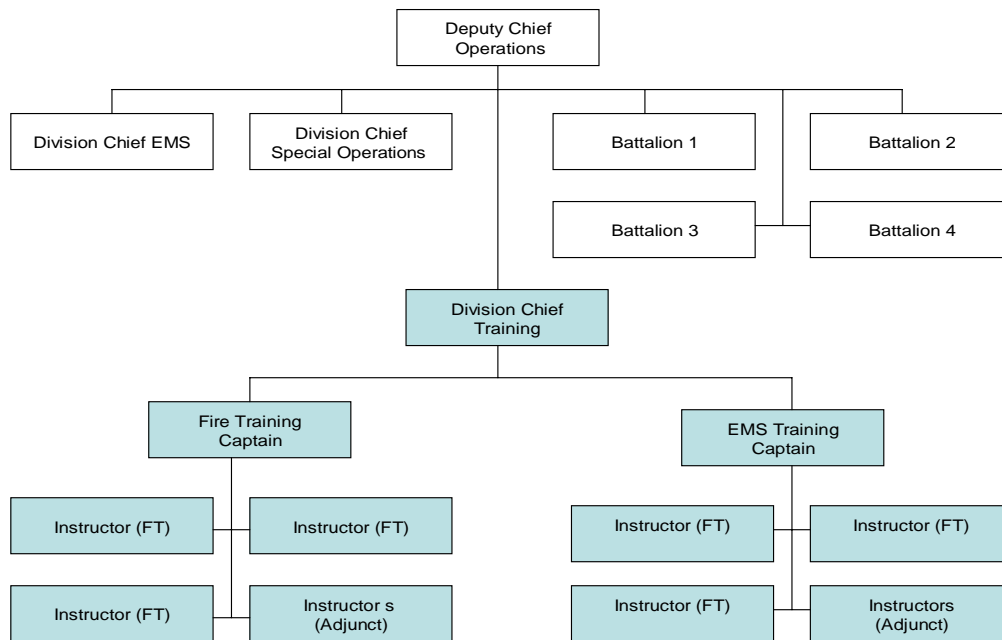 Deputy Chief
Operations
Division Chief EMS
Division Chief
Special Operations
Battalion 1
Battalion 2
Battalion 3
Battalion 4
Division Chief
Training
Fire Training
Captain
EMS Training
Captain
Instructor (FT)
Instructor (FT)
Instructor (FT)
Instructor (FT)
Instructor (FT)
Instructor s
(Adjunct)
Instructor (FT)
Instructors
(Adjunct)